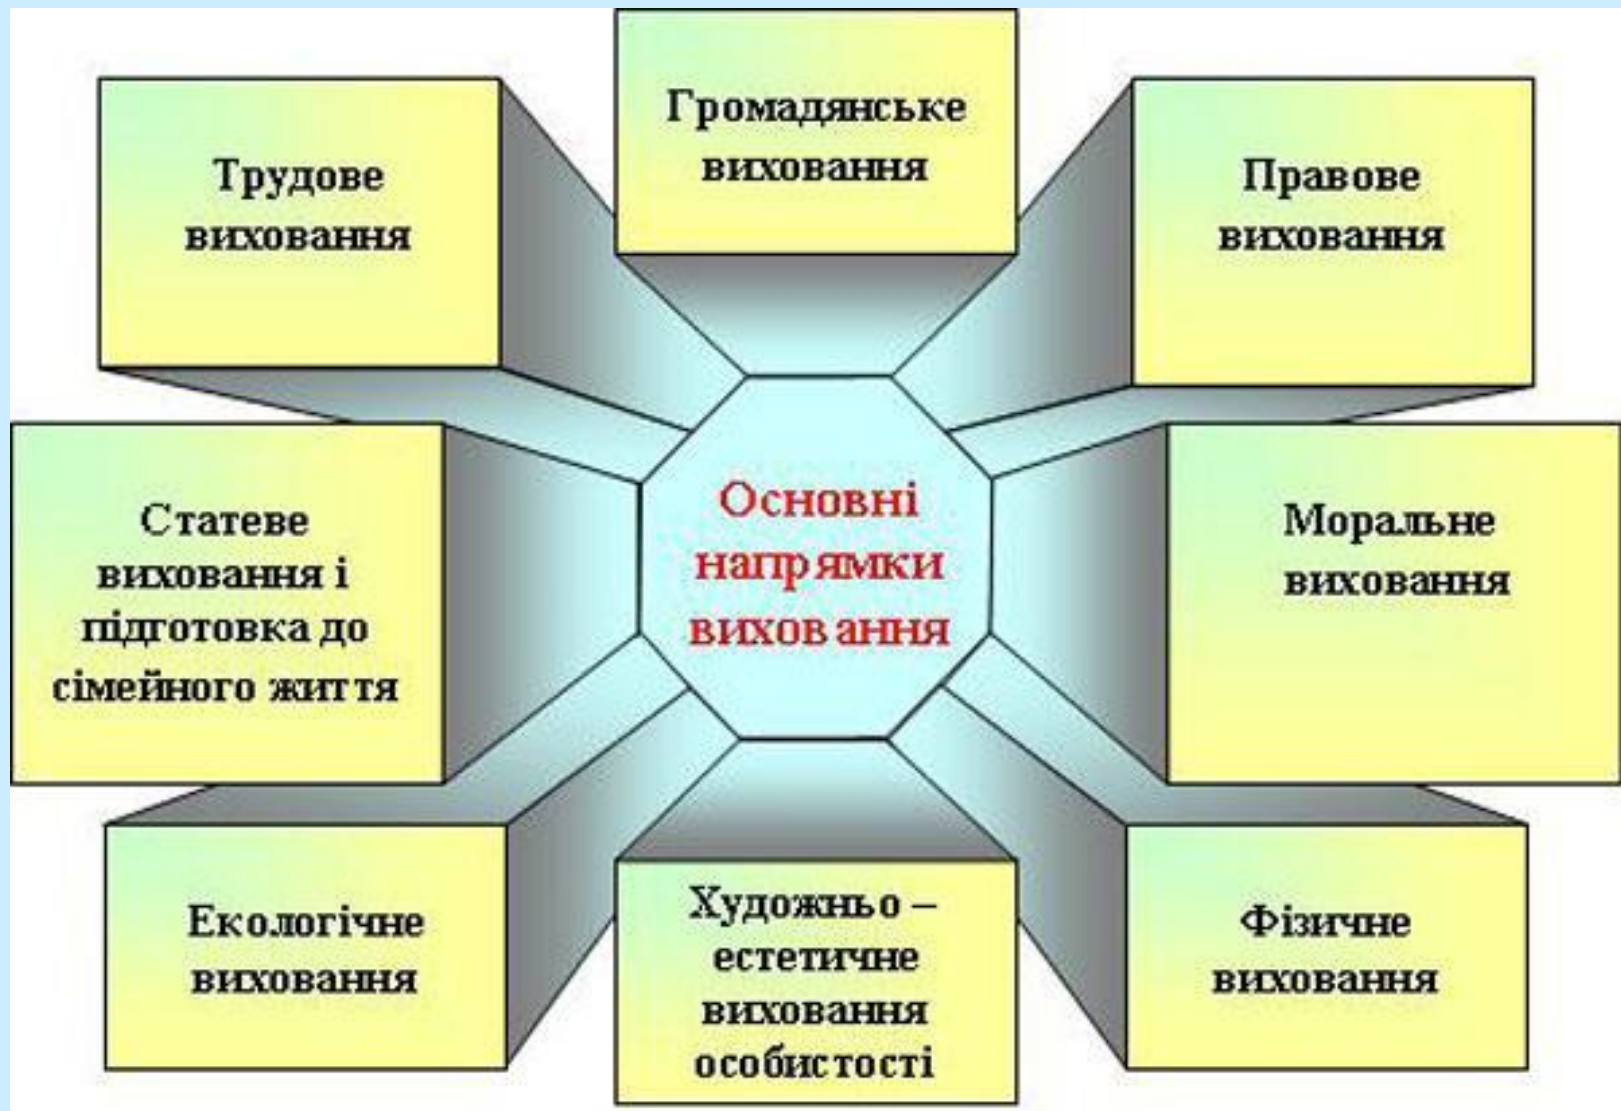 Громадянське
виховання
Трудове
виховання
Правове
виховання
Статеве
виховання і
підготовка до
сімейного життя
Основні
напрямки
виховання
Моральне
виховання
Екологічне
виховання
Художньо –
естетичне
виховання
особистості
Фізичне
виховання